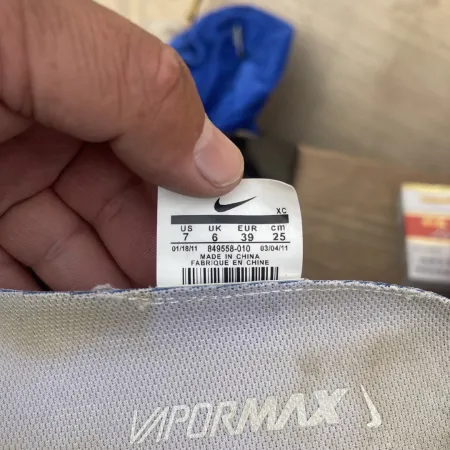 XC
US UK EUR cm
7 6 39 25
01/18/11 849558-010 03/04/11
MADE IN CHINA
FABRIQUE EN CHINE
VAPORMAX